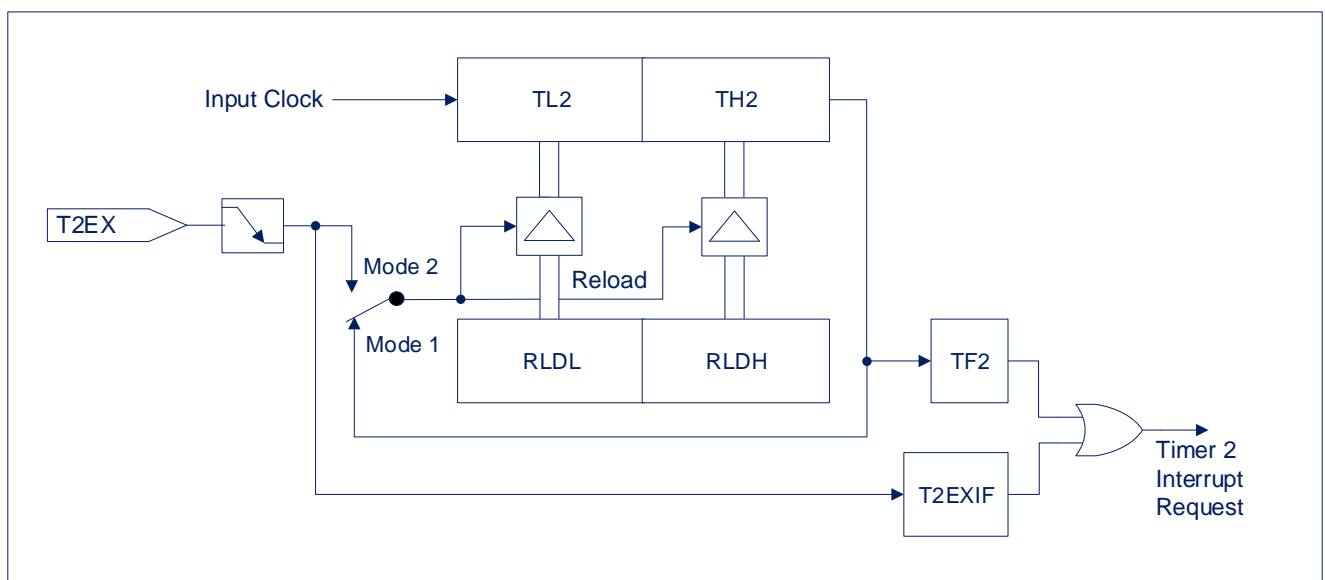 Input Clock
TL2
TH2
T2EX
Mode 2
Reload
Mode 1
RLDL
RLDH
TF2
T2EXIF
Timer 2
Interrupt
Request